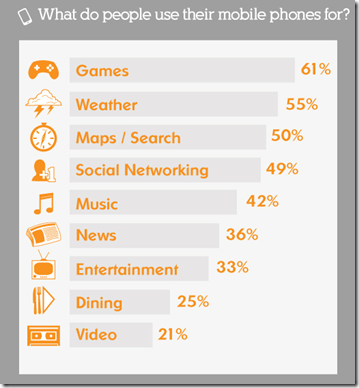 What do people use their mobile phones for?
Games 61%
Weather 55%
Maps / Search 50%
Social Networking 49%
+1
Music 42%
News 36%
Entertainment 33%
Dining 25%
Video 21%